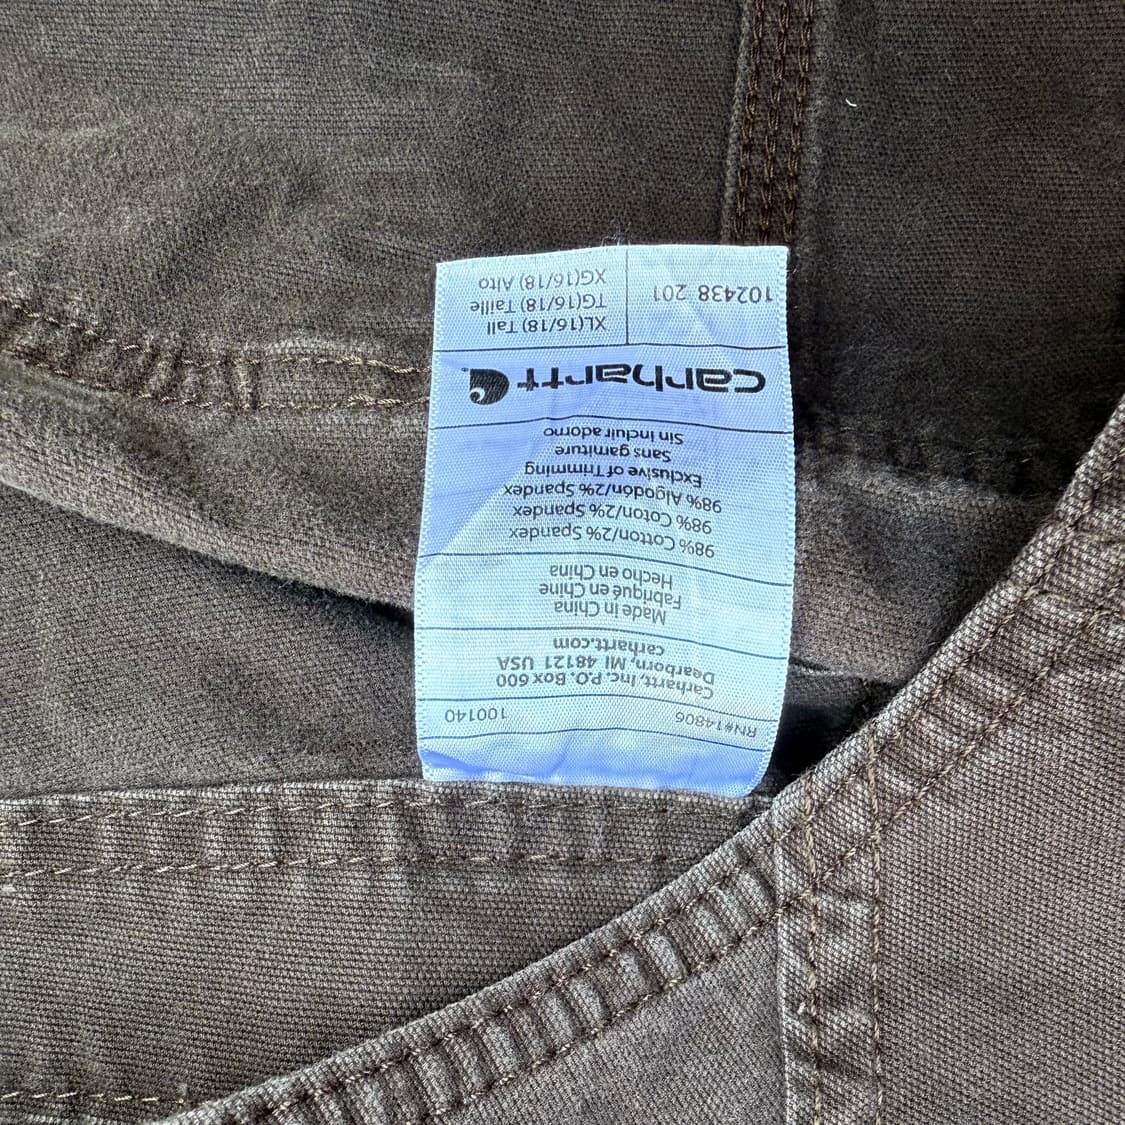 102438 201
XL(16/18) Tall
TG(16/18) Taille
XG(16/18) Alto
carhartt
98% Cotton/2% Spandex
98% Coton/2% Spandex
98% Algodón/2% Spandex
Exclusive of Trimming
Sans garniture
Sin incluir adorno
Made in China
Fabriqué en Chine
Hecho en China
Carhartt, Inc. P.O. Box 600
Dearborn, MI 48121 USA
carhartt.com
RN#14806
100140